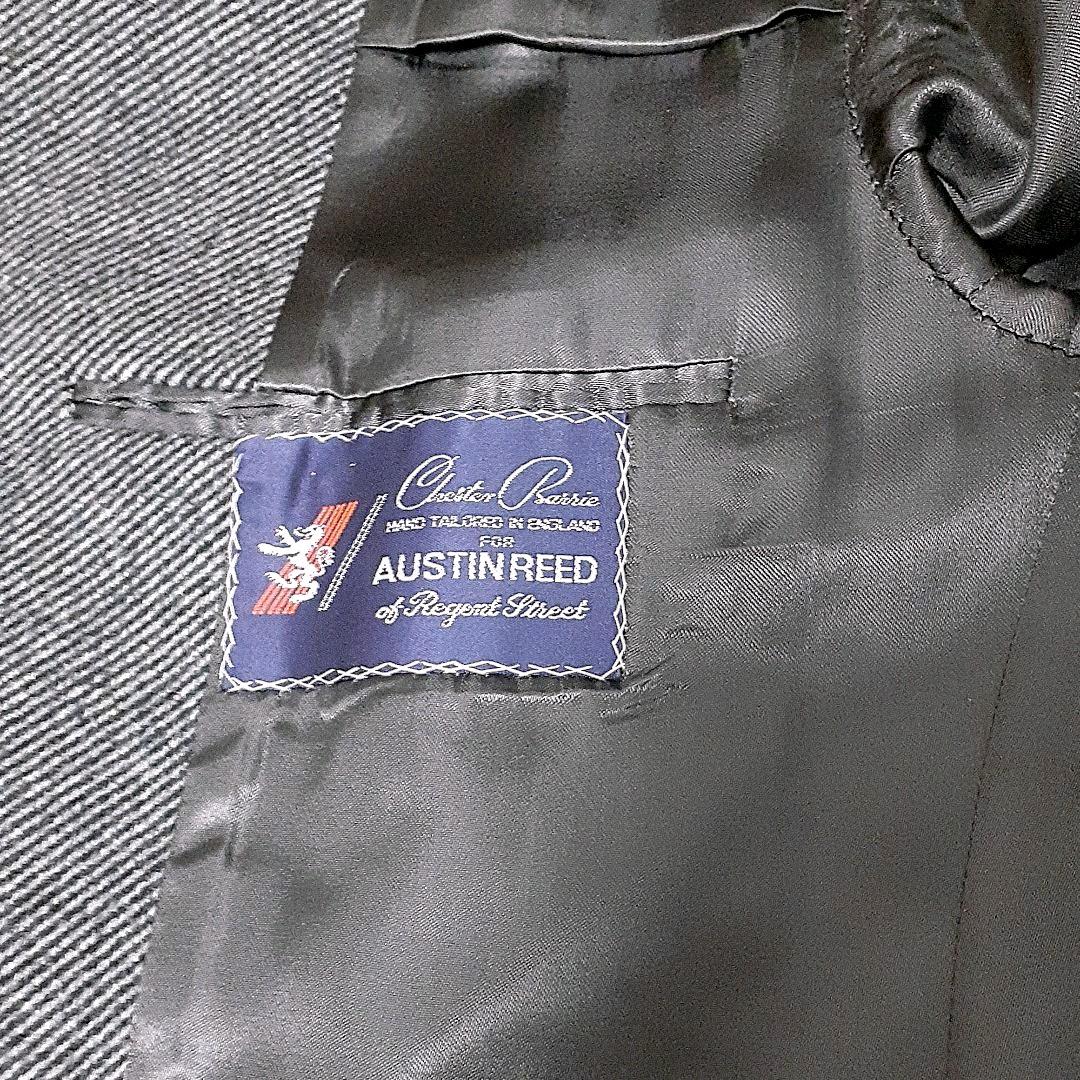 Chester Barrie
HAND TAILORED IN ENGLAND
FOR
AUSTIN REED
of Regent Street